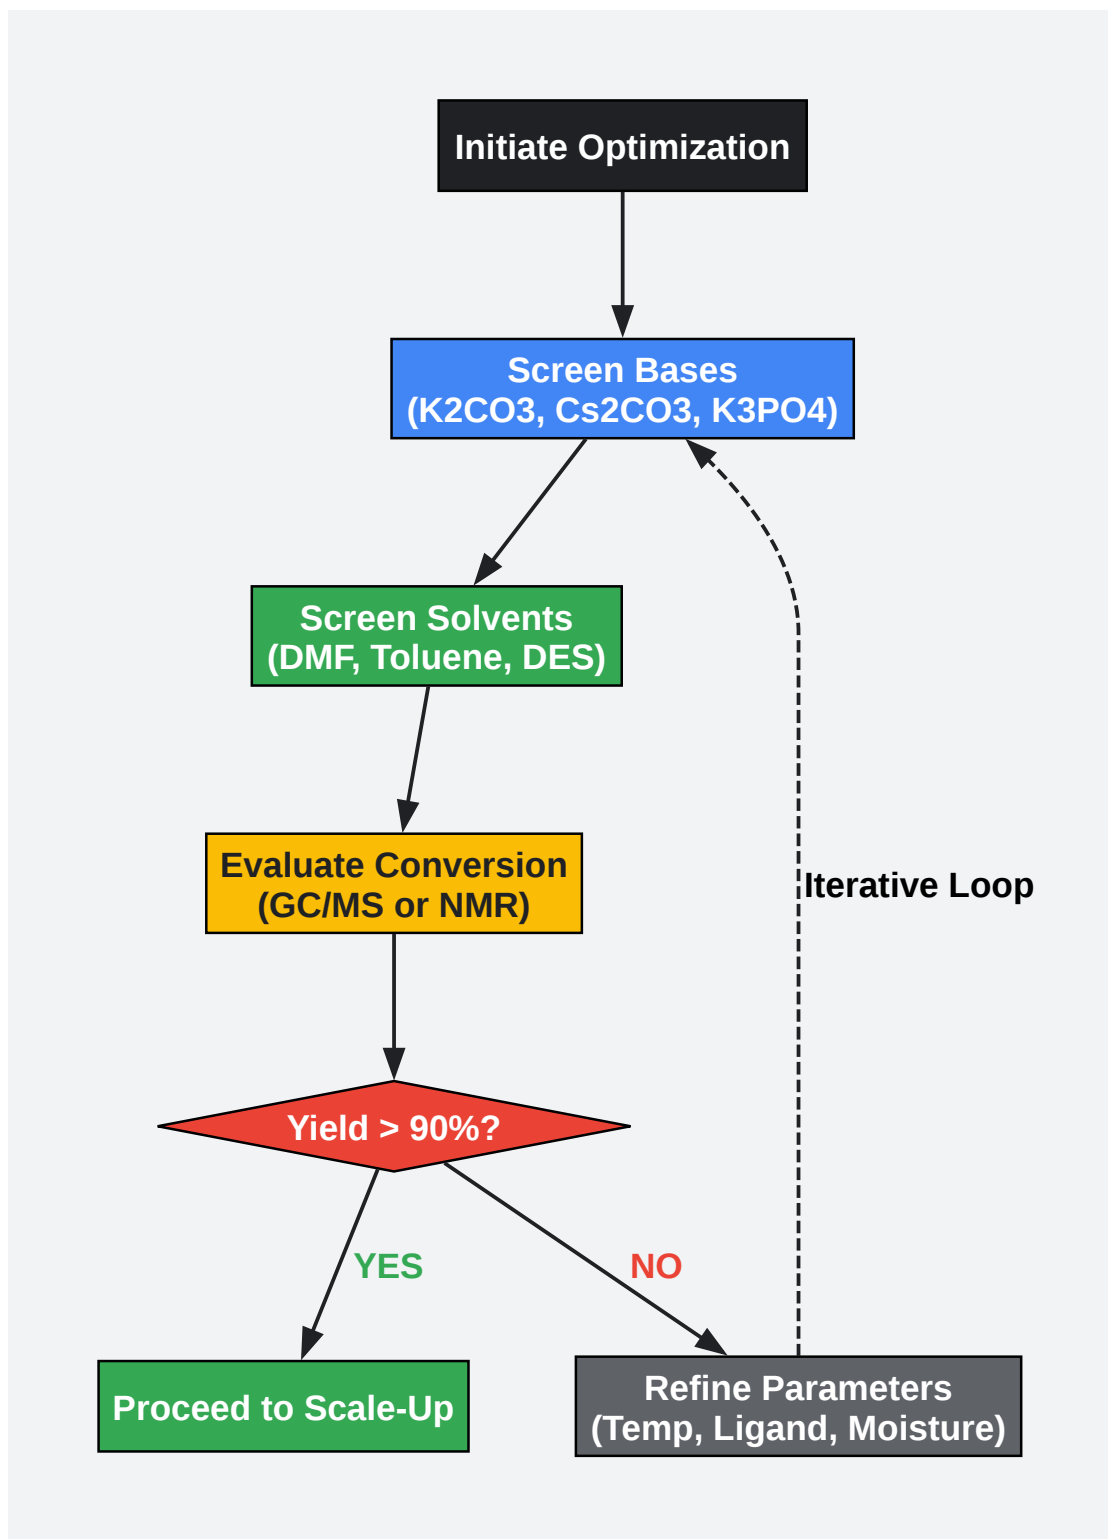 Initiate Optimization
Screen Bases
(K2CO3, Cs2CO3, K3PO4)
Screen Solvents
(DMF, Toluene, DES)
Evaluate Conversion
(GC/MS or NMR)
Iterative Loop
Yield > 90%?
YES
NO
Proceed to Scale-Up
Refine Parameters
(Temp, Ligand, Moisture)